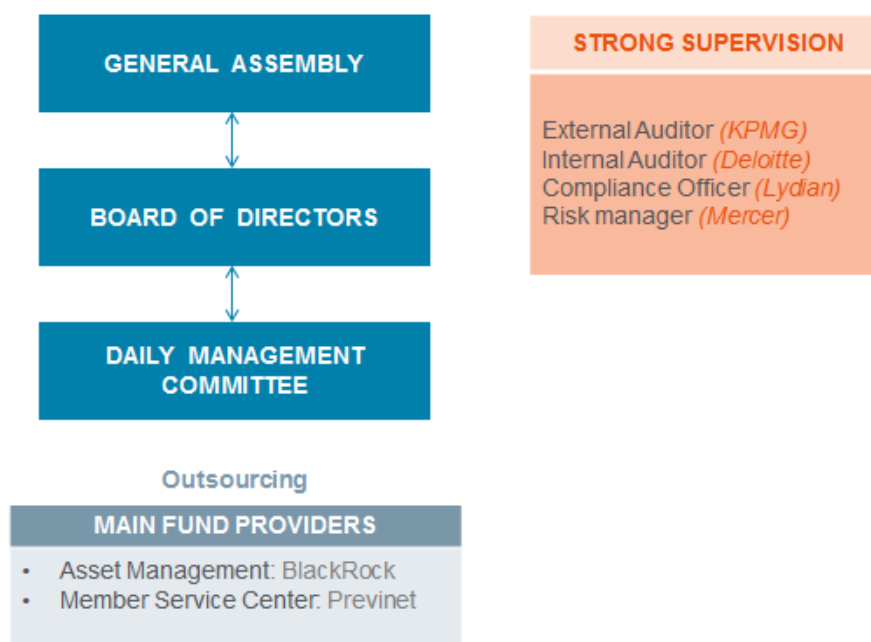 GENERAL ASSEMBLY
BOARD OF DIRECTORS
DAILY MANAGEMENT
COMMITTEE
Outsourcing
MAIN FUND PROVIDERS
• Asset Management: BlackRock
• Member Service Center: Previnet
STRONG SUPERVISION
External Auditor (KPMG)
Internal Auditor (Deloitte)
Compliance Officer (Lydian)
Risk manager (Mercer)